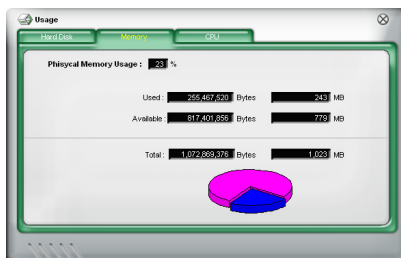 Usage
Hard Disk Memory CPU
Phisycal Memory Usage : 23 %
Used : 255,467,520 Bytes 243 MB
Available : 817,401,856 Bytes 779 MB
Total : 1,072,869,376 Bytes 1,023 MB